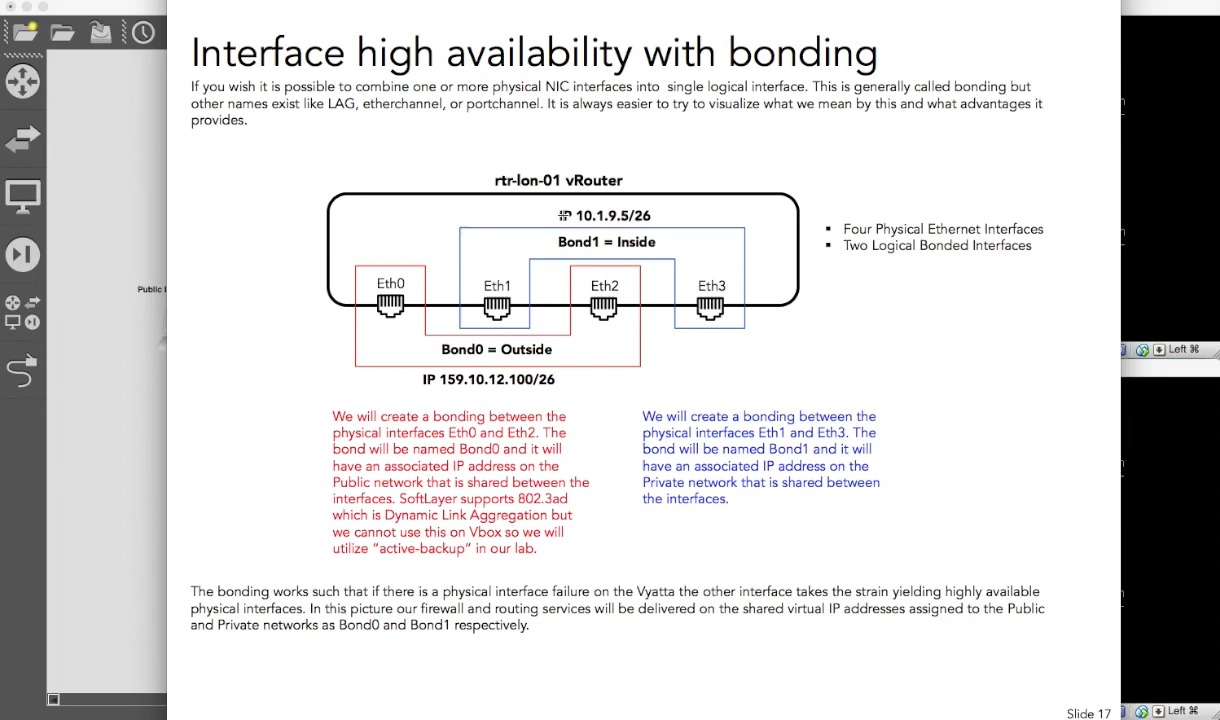 Interface high availability with bonding
If you wish it is possible to combine one or more physical NIC interfaces into single logical interface. This is generally called bonding but
other names exist like LAG, etherchannel, or portchannel. It is always easier to try to visualize what we mean by this and what advantages it
provides.
rtr-lon-01 vRouter
IP 10.1.9.5/26
Bond1 = Inside
▪ Four Physical Ethernet Interfaces
▪ Two Logical Bonded Interfaces
Eth0
Eth1
Eth2
Eth3
Public
Bond0 = Outside
IP 159.10.12.100/26
We will create a bonding between the
physical interfaces Eth0 and Eth2. The
bond will be named Bond0 and it will
have an associated IP address on the
Public network that is shared between the
interfaces. SoftLayer supports 802.3ad
which is Dynamic Link Aggregation but
we cannot use this on Vbox so we will
utilize "active-backup" in our lab.
We will create a bonding between the
physical interfaces Eth1 and Eth3. The
bond will be named Bond1 and it will
have an associated IP address on the
Private network that is shared between
the interfaces.
The bonding works such that if there is a physical interface failure on the Vyatta the other interface takes the strain yielding highly available
physical interfaces. In this picture our firewall and routing services will be delivered on the shared virtual IP addresses assigned to the Public
and Private networks as Bond0 and Bond1 respectively.
Slide 17
Left ⌘
Left ⌘